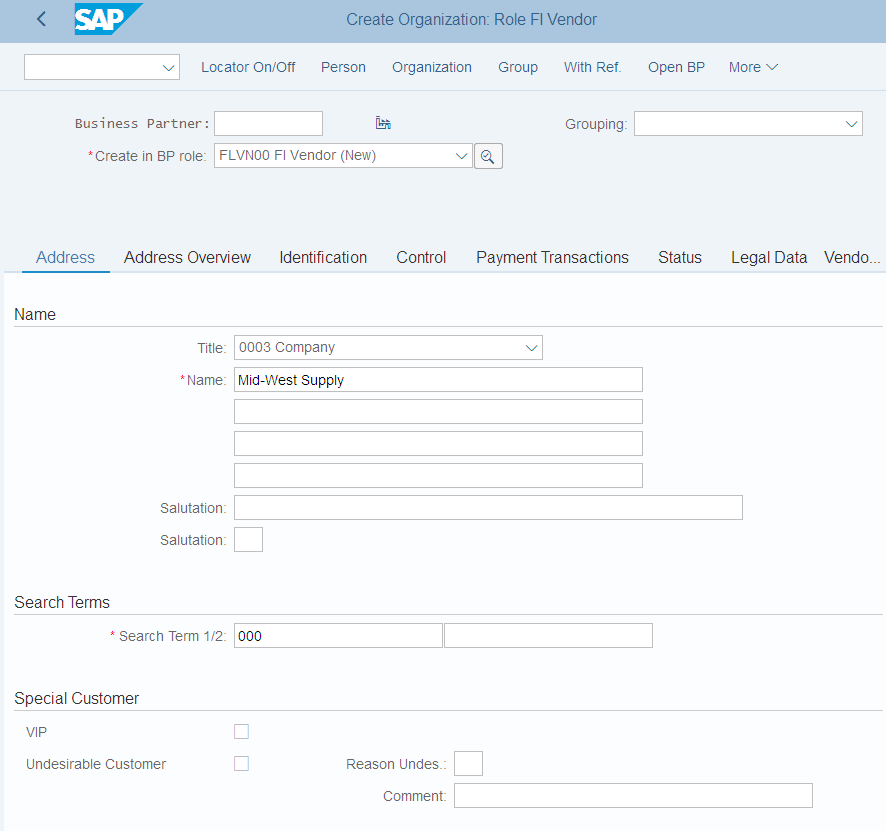 SAP Create Organization: Role FI Vendor
Locator On/Off Person Organization Group With Ref. Open BP More
Business Partner: Grouping:
*Create in BP role: FLVN00 FI Vendor (New)
Address Address Overview Identification Control Payment Transactions Status Legal Data Vendo...
Name
Title: 0003 Company
*Name: Mid-West Supply
Salutation:
Salutation:
Search Terms
* Search Term 1/2: 000
Special Customer
VIP
Undesirable Customer Reason Undes.:
Comment: